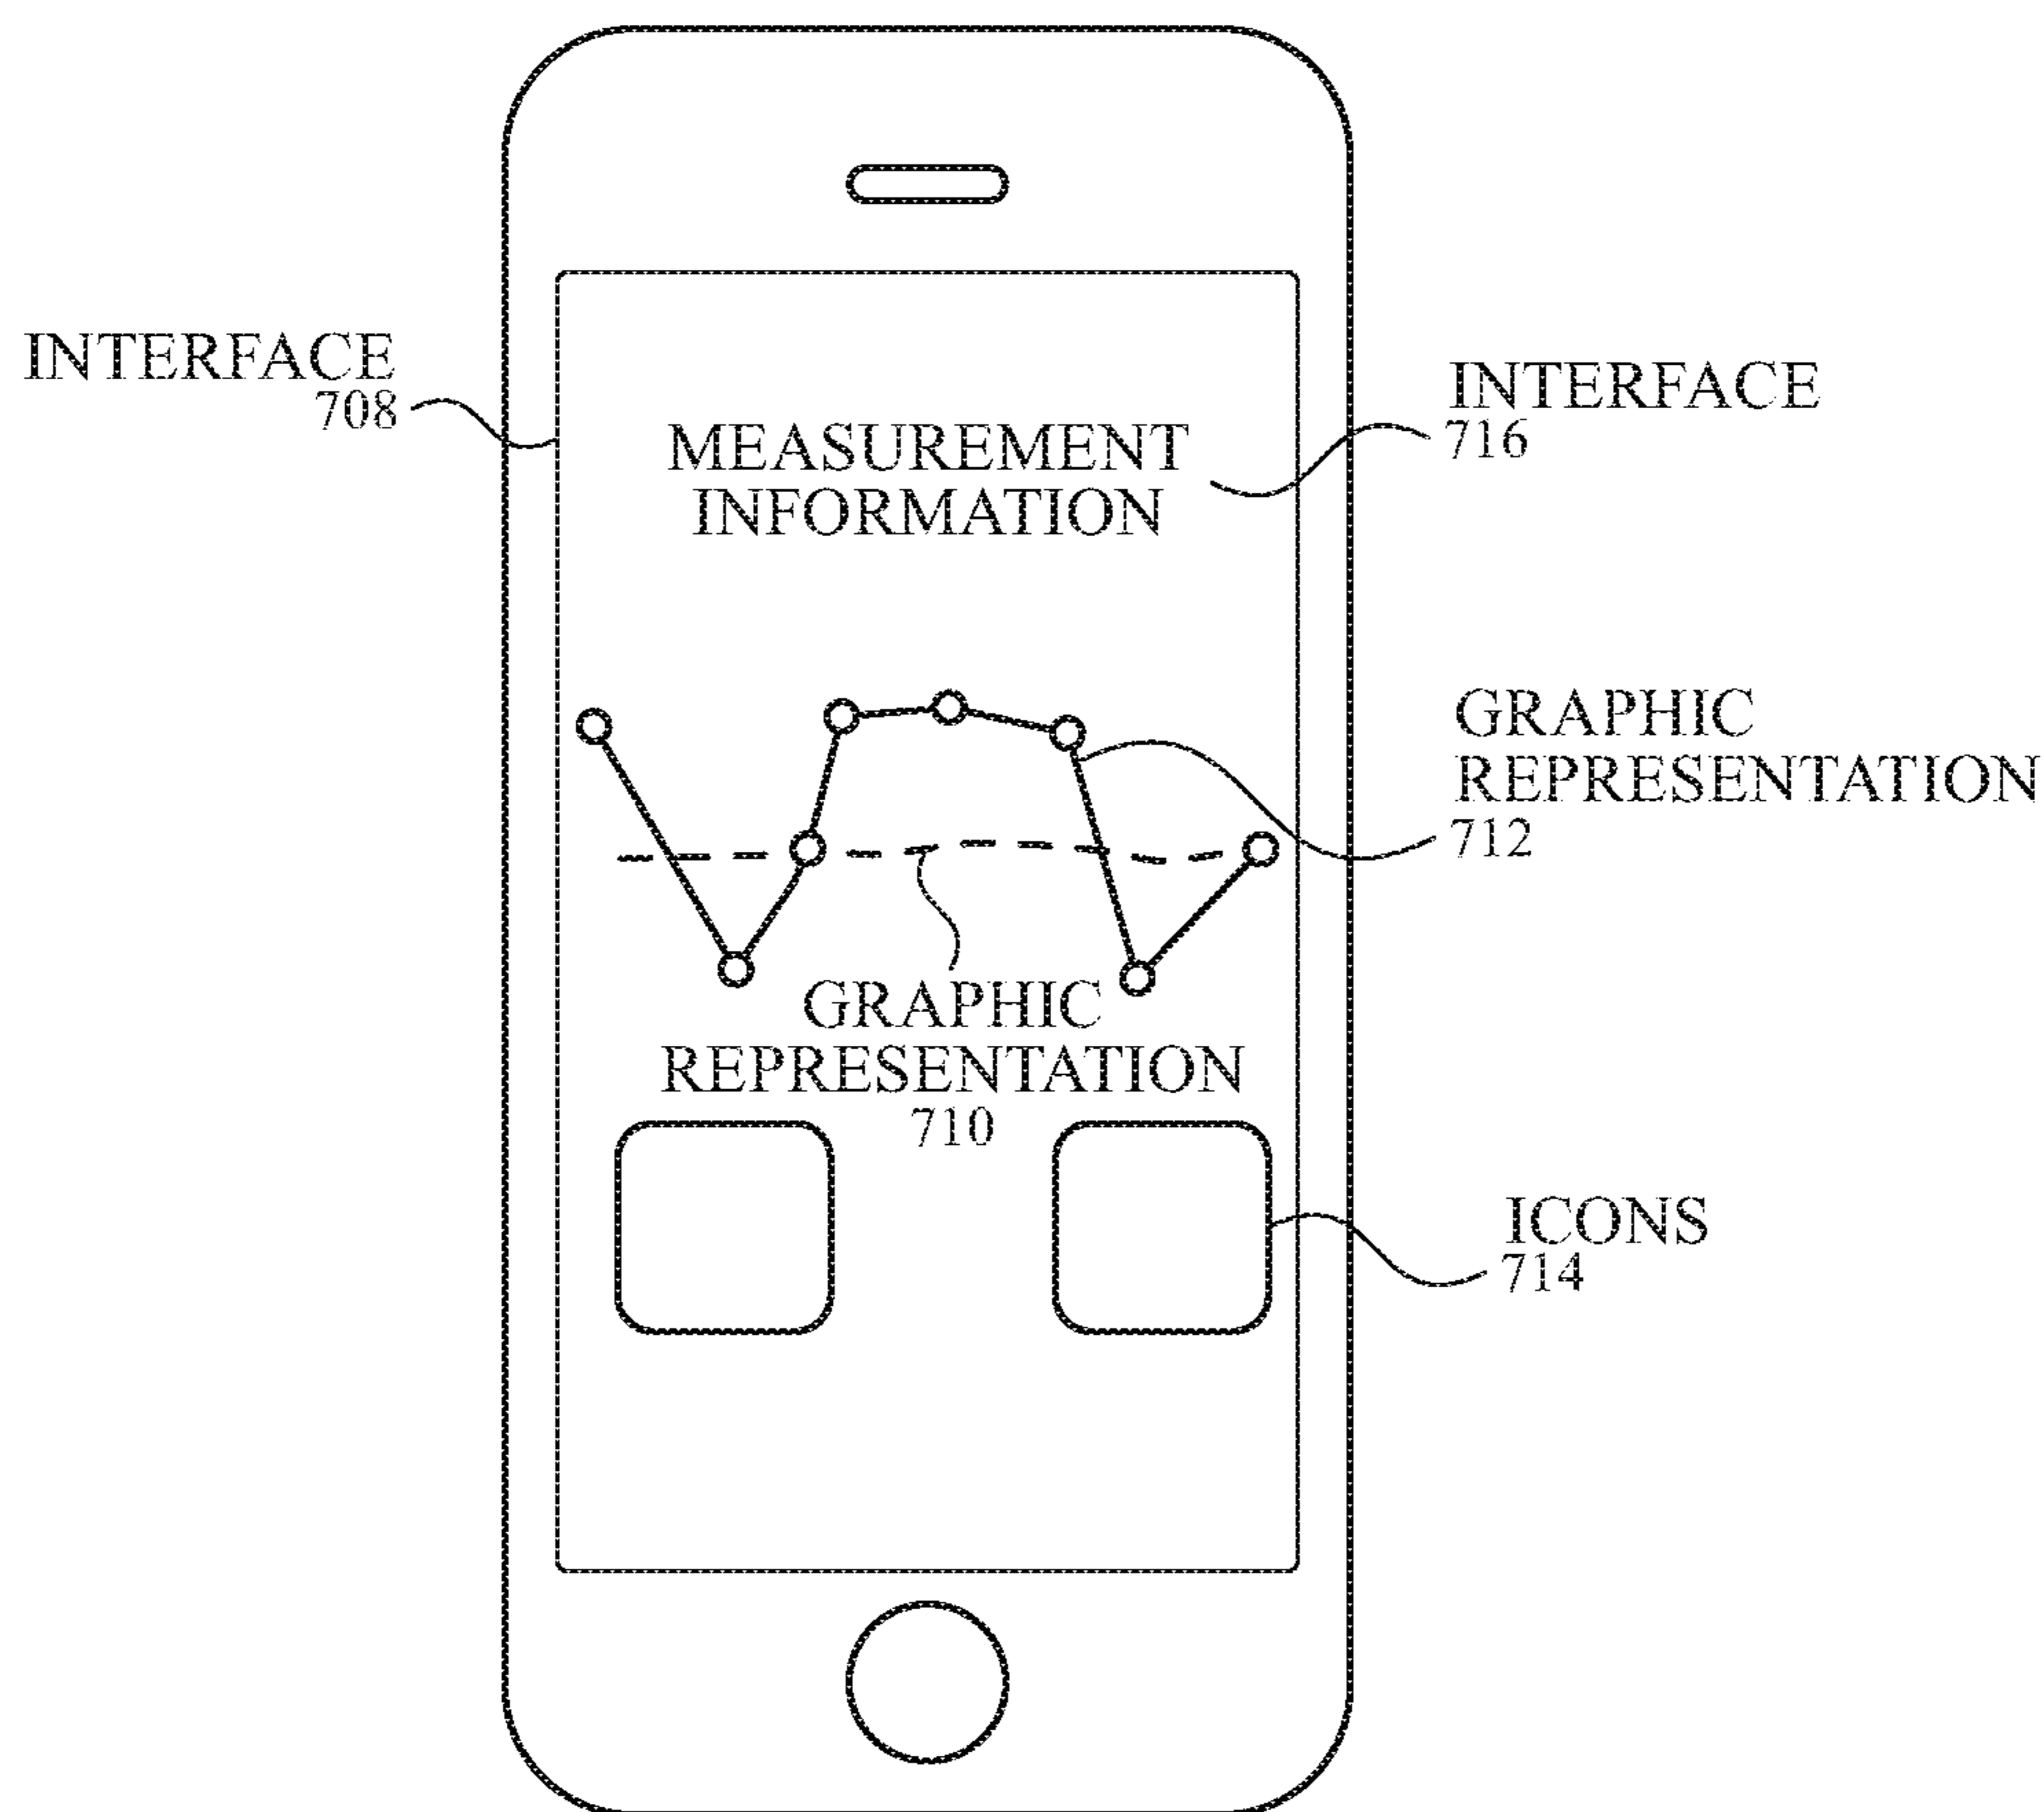 INTERFACE
708
MEASUREMENT
INFORMATION
INTERFACE
716
GRAPHIC
REPRESENTATION
712
GRAPHIC
REPRESENTATION
710
ICONS
714